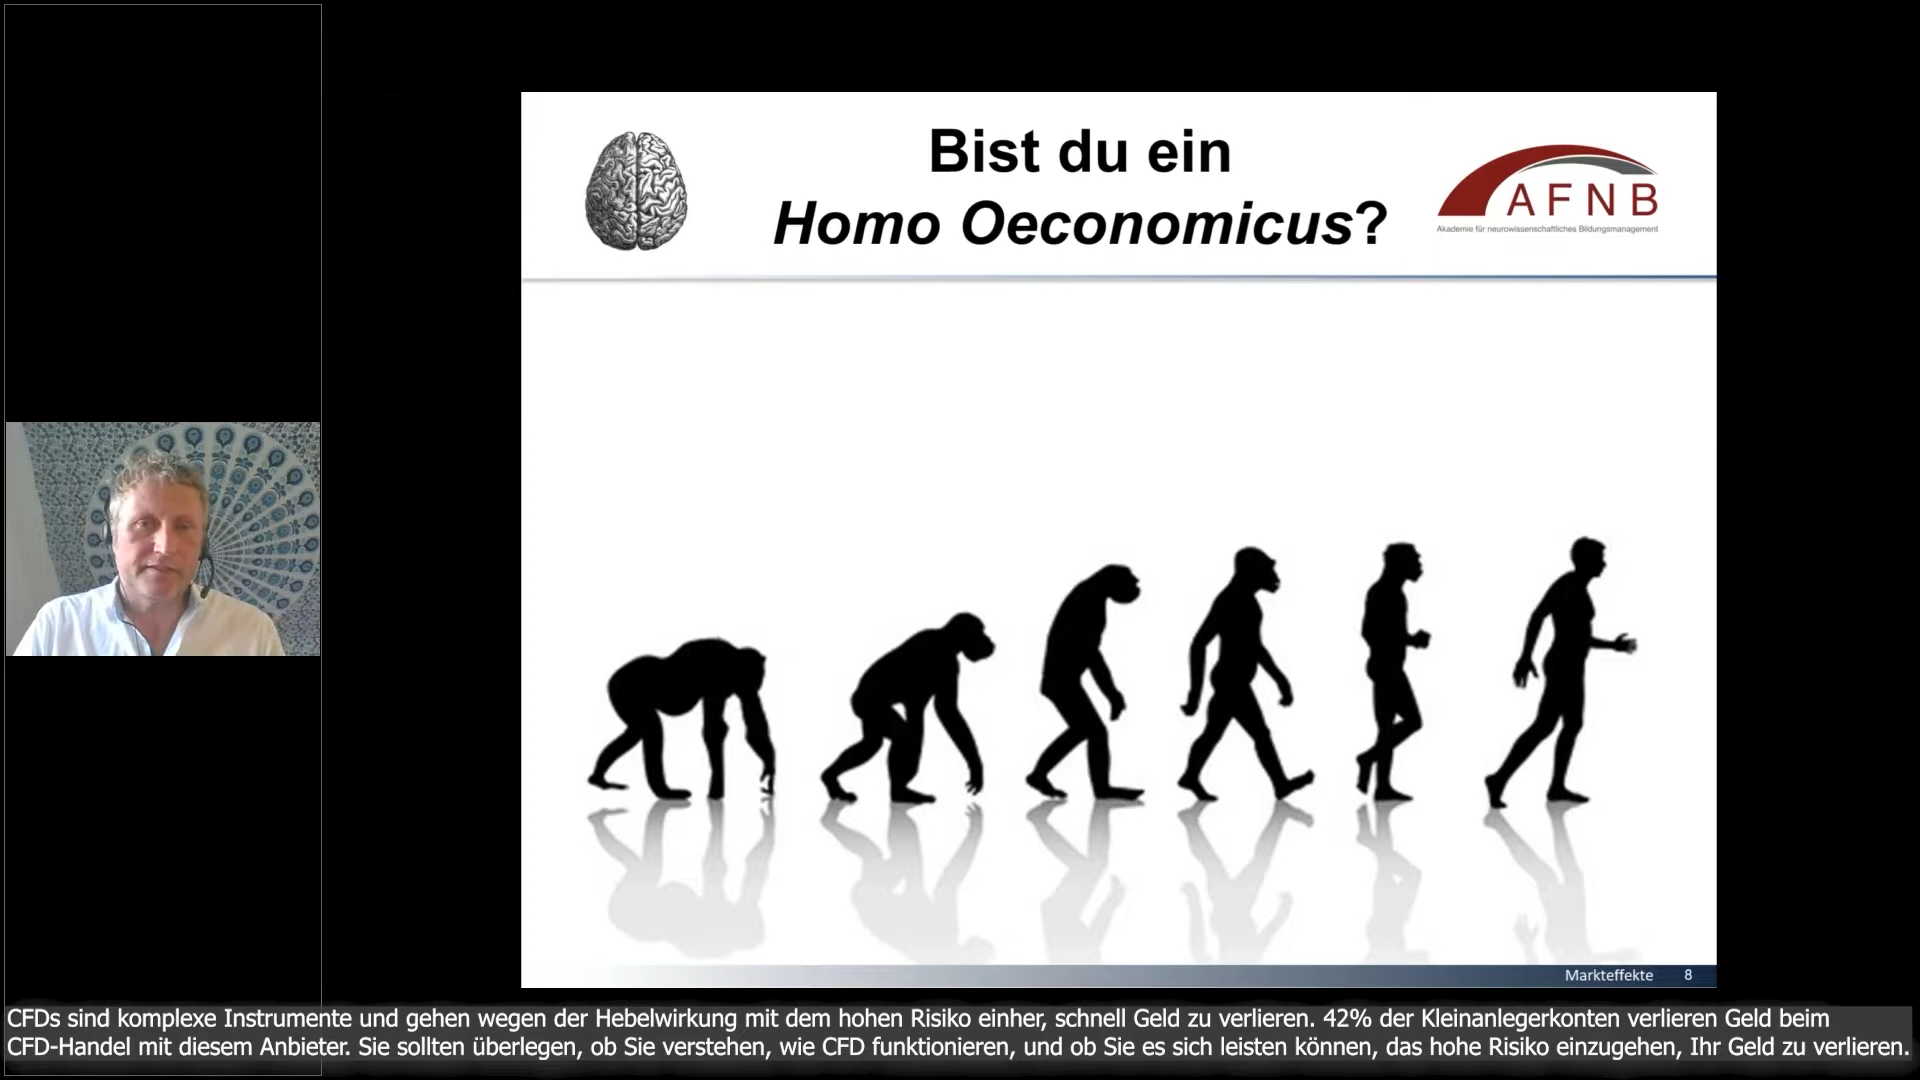 Bist du ein
Homo Oeconomicus?
AFNB
Akademie für neurowissenschaftliches Bildungsmanagement
Markteffekte 8
CFDs sind komplexe Instrumente und gehen wegen der Hebelwirkung mit dem hohen Risiko einher, schnell Geld zu verlieren. 42% der Kleinanlegerkonten verlieren Geld beim
CFD-Handel mit diesem Anbieter. Sie sollten überlegen, ob Sie verstehen, wie CFD funktionieren, und ob Sie es sich leisten können, das hohe Risiko einzugehen, Ihr Geld zu verlieren.